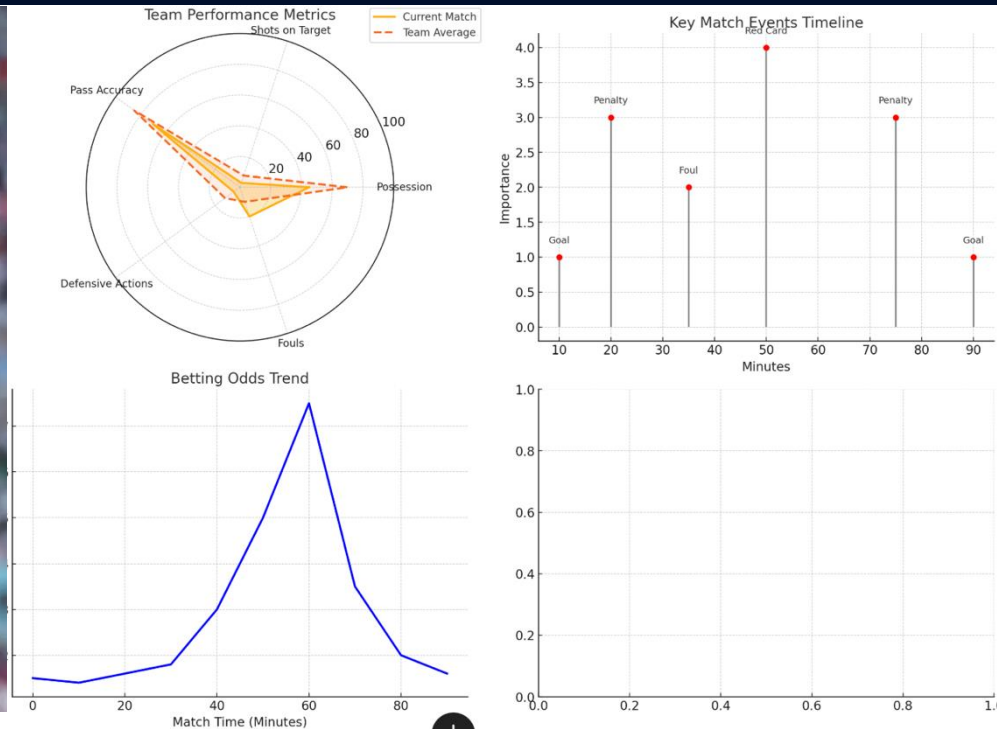 Team Performance Metrics
Current Match
Team Average
Shots on Target
Pass Accuracy
100
80
60
40
20
Possession
Defensive Actions
Fouls
Key Match Events Timeline
Red Card
4.0
3.5
Penalty
Penalty
3.0
2.5
Foul
2.0
1.5
Goal
Goal
1.0
0.5
0.0
Importance
10 20 30 40 50 60 70 80 90
Minutes
Betting Odds Trend
0 20 40 60 80
Match Time (Minutes)
1.0
0.8
0.6
0.4
0.2
0.0
0.0 0.2 0.4 0.6 0.8